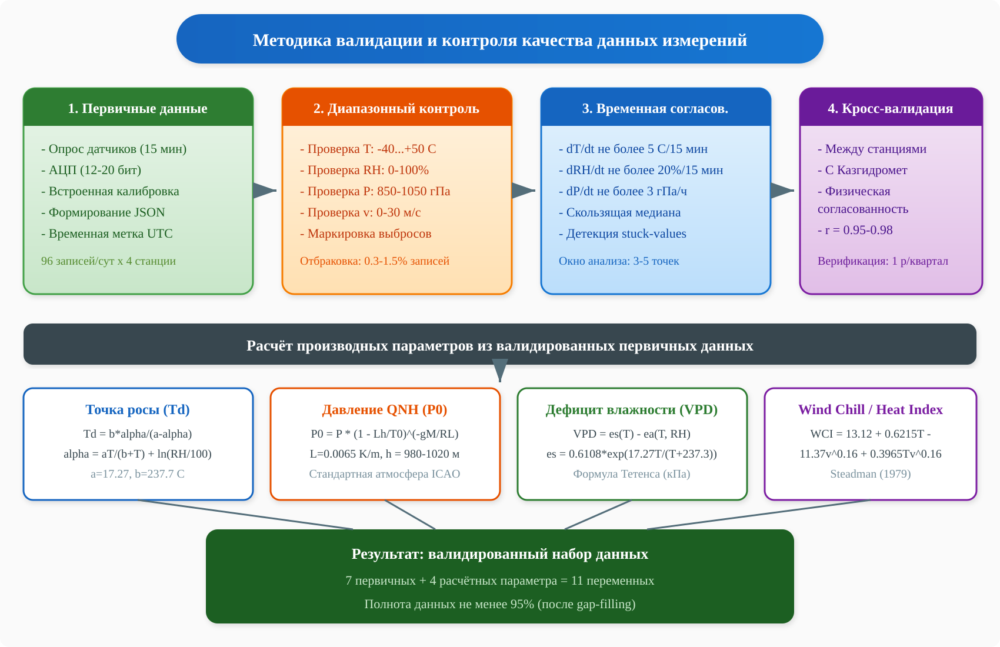 Методика валидации и контроля качества данных измерений
1. Первичные данные
- Опрос датчиков (15 мин)
- АЦП (12-20 бит)
- Встроенная калибровка
- Формирование JSON
- Временная метка UTC
96 записей/сут x 4 станции
2. Диапазонный контроль
- Проверка T: -40...+50 C
- Проверка RH: 0-100%
- Проверка P: 850-1050 гПа
- Проверка v: 0-30 м/с
- Маркировка выбросов
Отбраковка: 0.3-1.5% записей
3. Временная согласов.
- dT/dt не более 5 C/15 мин
- dRH/dt не более 20%/15 мин
- dP/dt не более 3 гПа/ч
- Скользящая медиана
- Детекция stuck-values
Окно анализа: 3-5 точек
4. Кросс-валидация
- Между станциями
- С Казгидромет
- Физическая
согласованность
- r = 0.95-0.98
Верификация: 1 р/квартал
Расчёт производных параметров из валидированных первичных данных
Точка росы (Td)
Td = b*alpha/(a-alpha)
alpha = aT/(b+T) + ln(RH/100)
a=17.27, b=237.7 C
Давление QNH (P0)
P0 = P * (1 - Lh/T0)^(-gM/RL)
L=0.0065 K/m, h = 980-1020 м
Стандартная атмосфера ICAO
Дефицит влажности (VPD)
VPD = es(T) - ea(T, RH)
es = 0.6108*exp(17.27T/(T+237.3))
Формула Тетенса (кПа)
Wind Chill / Heat Index
WCI = 13.12 + 0.6215T -
11.37v^0.16 + 0.3965Tv^0.16
Steadman (1979)
Результат: валидированный набор данных
7 первичных + 4 расчётных параметра = 11 переменных
Полнота данных не менее 95% (после gap-filling)